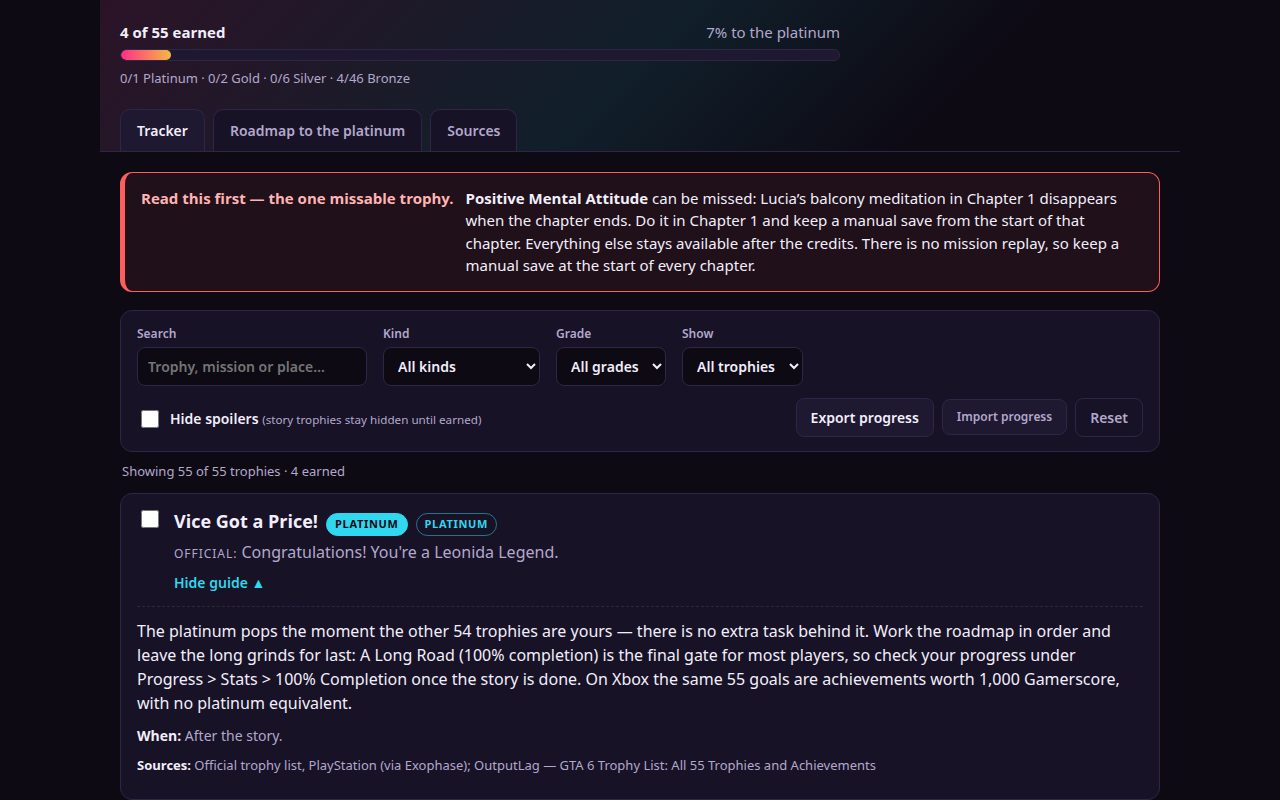 4 of 55 earned
7% to the platinum
0/1 Platinum · 0/2 Gold · 0/6 Silver · 4/46 Bronze
Tracker
Roadmap to the platinum
Sources
Read this first — the one missable trophy.
Positive Mental Attitude can be missed: Lucia’s balcony meditation in Chapter 1 disappears
when the chapter ends. Do it in Chapter 1 and keep a manual save from the start of that
chapter. Everything else stays available after the credits. There is no mission replay, so keep a
manual save at the start of every chapter.
Search
Kind
Grade
Show
Trophy, mission or place...
All kinds
All grades
All trophies
Hide spoilers (story trophies stay hidden until earned)
Export progress
Import progress
Reset
Showing 55 of 55 trophies · 4 earned
Vice Got a Price!
PLATINUM
PLATINUM
OFFICIAL: Congratulations! You're a Leonida Legend.
Hide guide ▲
The platinum pops the moment the other 54 trophies are yours — there is no extra task behind it. Work the roadmap in order and
leave the long grinds for last: A Long Road (100% completion) is the final gate for most players, so check your progress under
Progress > Stats > 100% Completion once the story is done. On Xbox the same 55 goals are achievements worth 1,000 Gamerscore,
with no platinum equivalent.
When: After the story.
Sources: Official trophy list, PlayStation (via Exophase); OutputLag — GTA 6 Trophy List: All 55 Trophies and Achievements